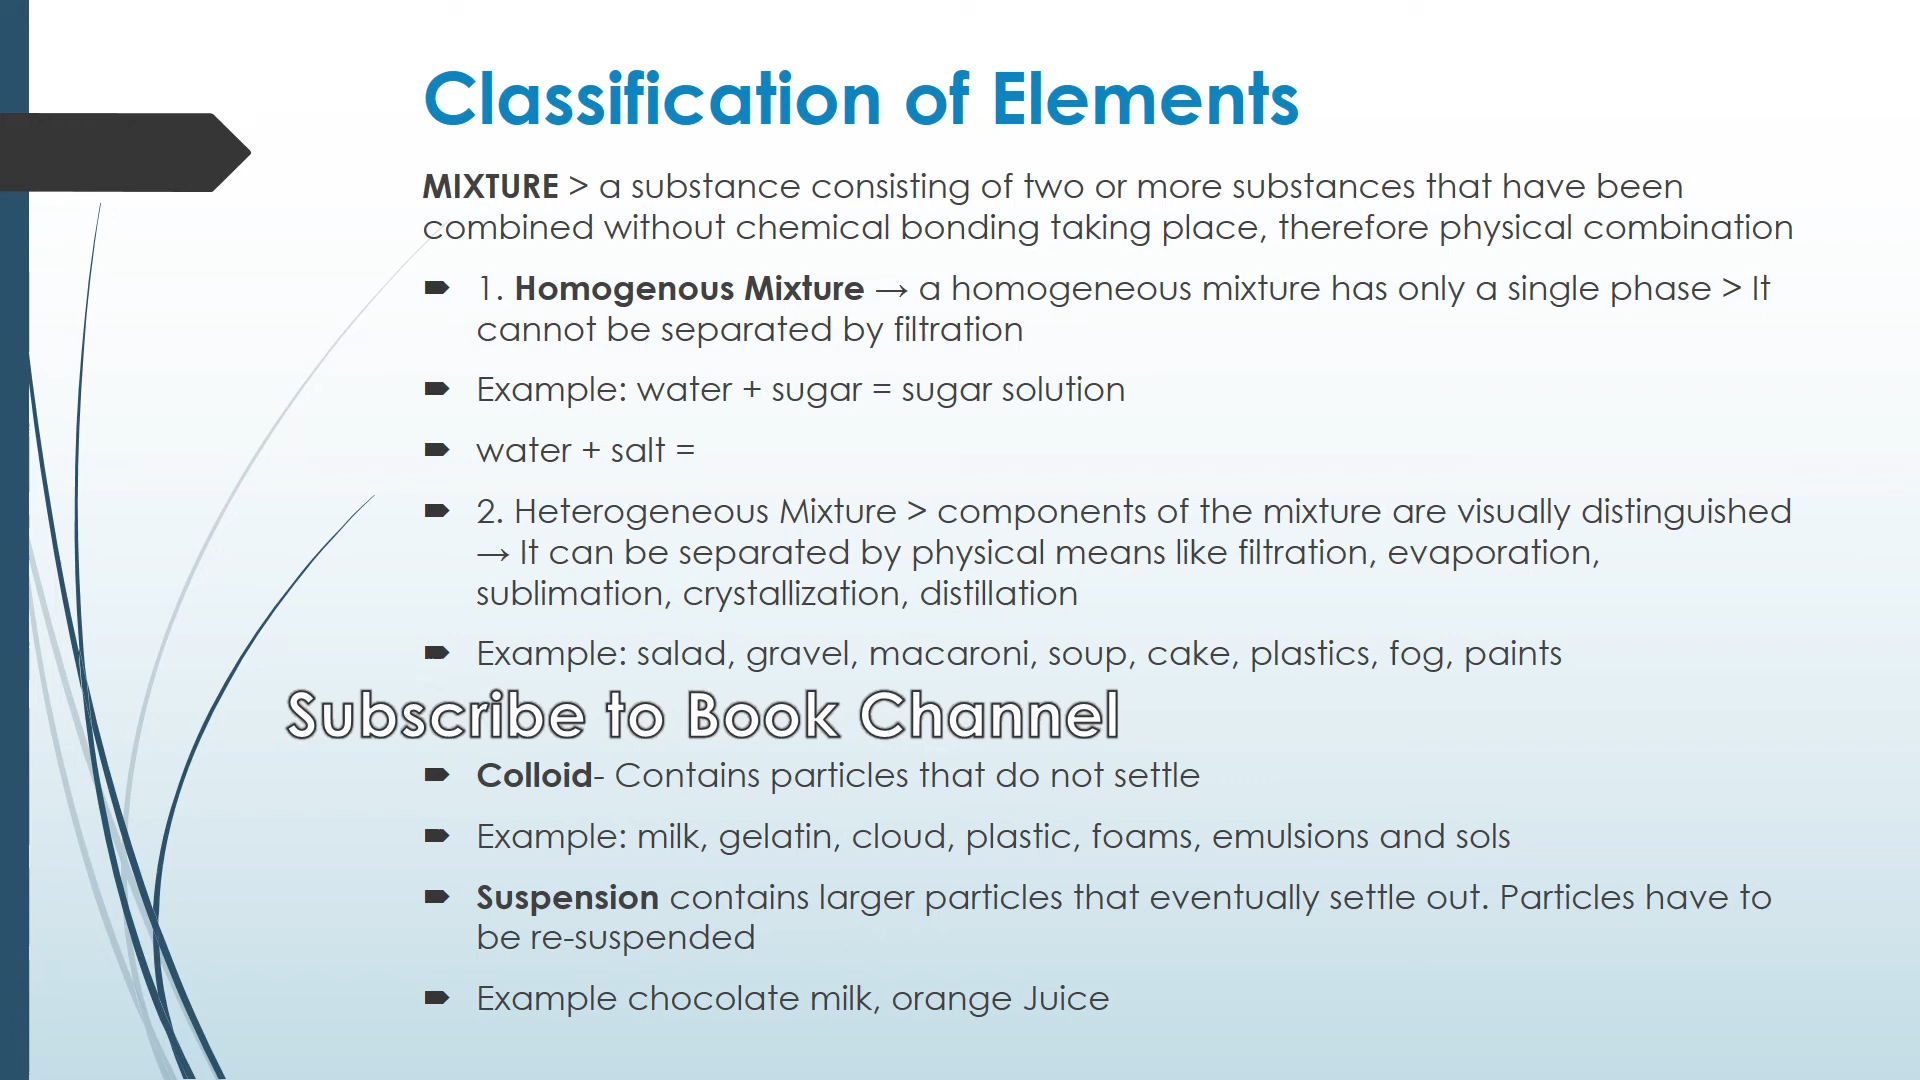 Classification of Elements
MIXTURE > a substance consisting of two or more substances that have been
combined without chemical bonding taking place, therefore physical combination
1. Homogenous Mixture → a homogeneous mixture has only a single phase > It
cannot be separated by filtration
Example: water + sugar = sugar solution
water + salt =
2. Heterogeneous Mixture > components of the mixture are visually distinguished
→ It can be separated by physical means like filtration, evaporation,
sublimation, crystallization, distillation
Example: salad, gravel, macaroni, soup, cake, plastics, fog, paints
Subscribe to Book Channel
Colloid- Contains particles that do not settle
Example: milk, gelatin, cloud, plastic, foams, emulsions and sols
Suspension contains larger particles that eventually settle out. Particles have to
be re-suspended
Example chocolate milk, orange Juice